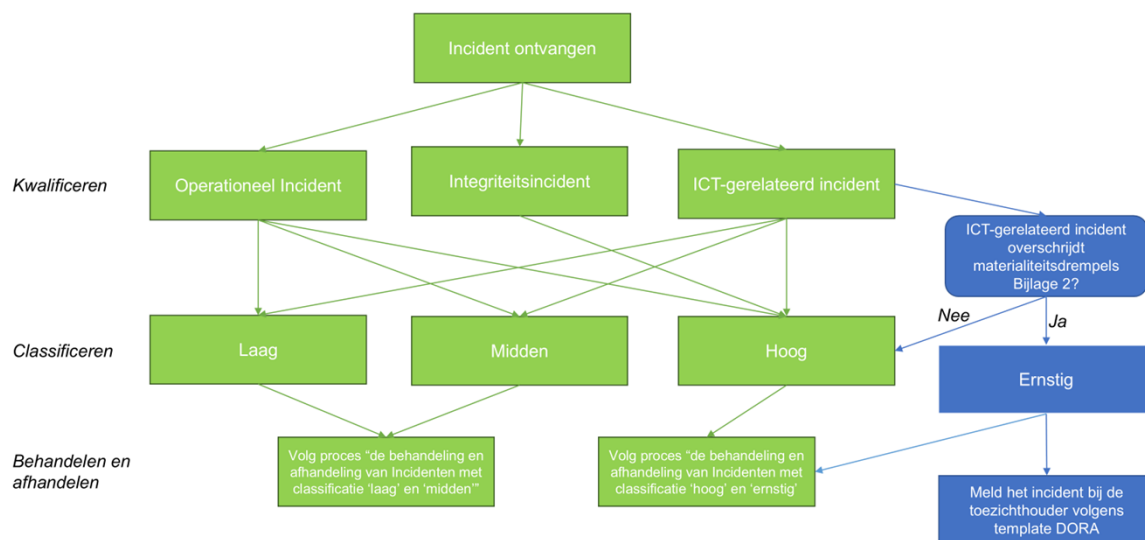 Incident ontvangen
Kwalificeren
Operationeel Incident
Integriteitsincident
ICT-gerelateerd incident
ICT-gerelateerd incident
overschrijdt
materialiteitsdrempels
Bijlage 2?
Nee
Ja
Classificeren
Laag
Midden
Hoog
Ernstig
Behandelen en
afhandelen
Volg proces “de behandeling en
afhandeling van Incidenten met
classificatie ‘laag’ en ‘midden’”
Volg proces “de behandeling en
afhandeling van Incidenten met
classificatie ‘hoog’ en ‘ernstig’
Meld het incident bij de
toezichthouder volgens
template DORA